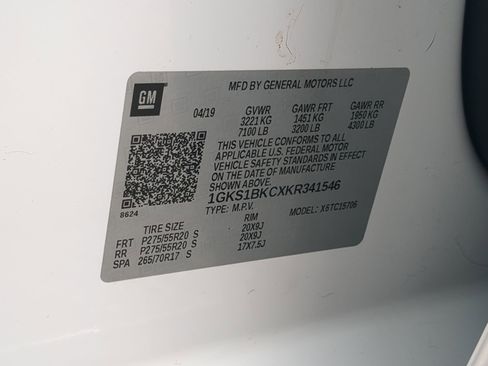 GM
MFD BY GENERAL MOTORS LLC
04/19 GVWR GAWR FRT GAWR RR
3221 KG 1451 KG 1950 KG
7100 LB 3200 LB 4300 LB
THIS VEHICLE CONFORMS TO ALL
APPLICABLE U.S. FEDERAL MOTOR
VEHICLE SAFETY STANDARDS IN EFFECT
ON THE DATE OF MANUFACTURE
SHOWN ABOVE.
1GKS1BKCXKR341546
TYPE: M.P.V. MODEL: X6TC15706
8624
TIRE SIZE RIM
FRT P275/55R20 S 20X9J
RR P275/55R20 S 20X9J
SPA 265/70R17 S 17X7.5J